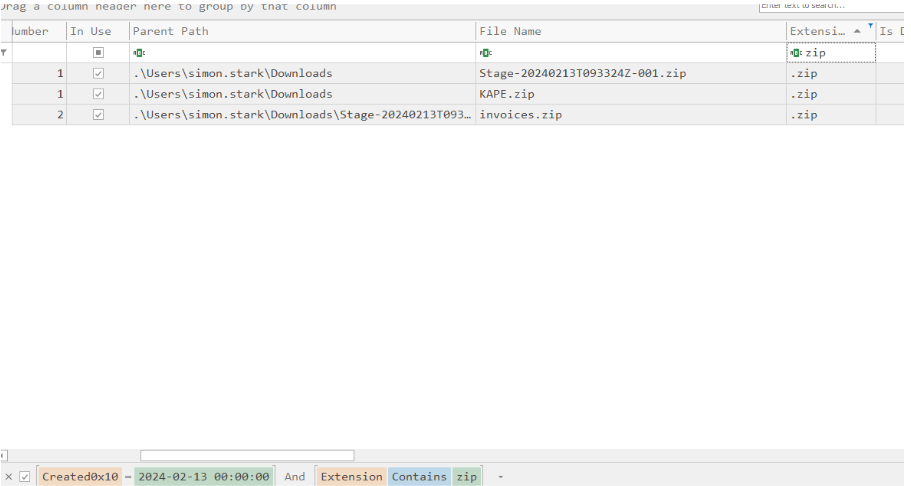 Drag a column header here to group by that column Enter text to search...
Number In Use Parent Path File Name Extensi... Is D
zip
1 .\Users\simon.stark\Downloads Stage-20240213T093324Z-001.zip .zip
1 .\Users\simon.stark\Downloads KAPE.zip .zip
2 .\Users\simon.stark\Downloads\Stage-20240213T093... invoices.zip .zip
Created0x10 = 2024-02-13 00:00:00 And Extension Contains zip